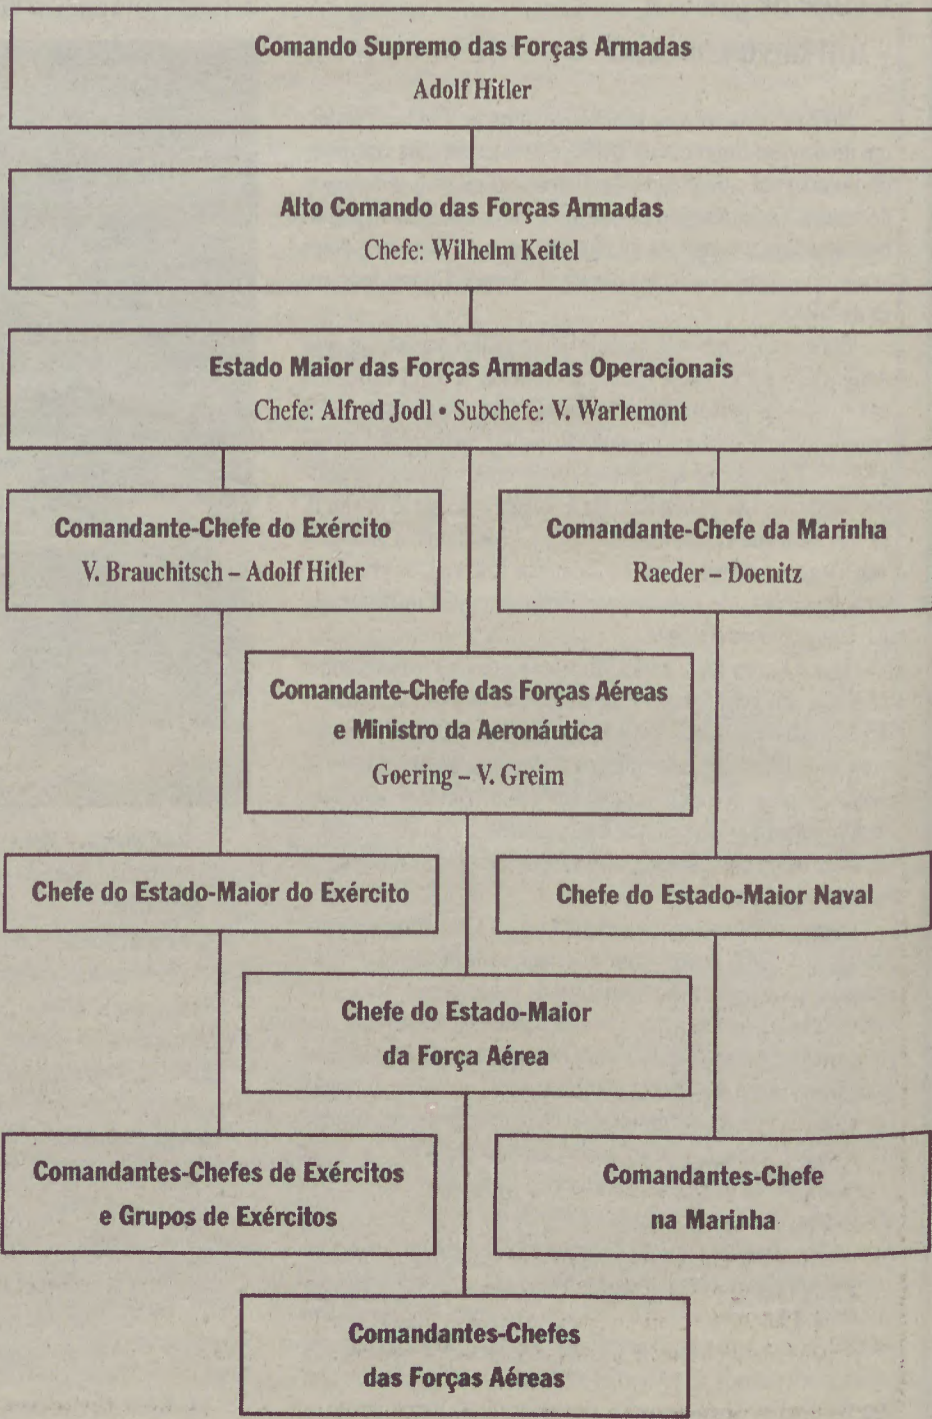 Comando Supremo das Forças Armadas
Adolf Hitler
Alto Comando das Forças Armadas
Chefe: Wilhelm Keitel
Estado Maior das Forças Armadas Operacionais
Chefe: Alfred Jodl • Subchefe: V. Warlemont
Comandante-Chefe do Exército
V. Brauchitsch – Adolf Hitler
Comandante-Chefe da Marinha
Raeder – Doenitz
Comandante-Chefe das Forças Aéreas
e Ministro da Aeronáutica
Goering – V. Greim
Chefe do Estado-Maior do Exército
Chefe do Estado-Maior Naval
Chefe do Estado-Maior
da Força Aérea
Comandantes-Chefes de Exércitos
e Grupos de Exércitos
Comandantes-Chefe
na Marinha
Comandantes-Chefes
das Forças Aéreas